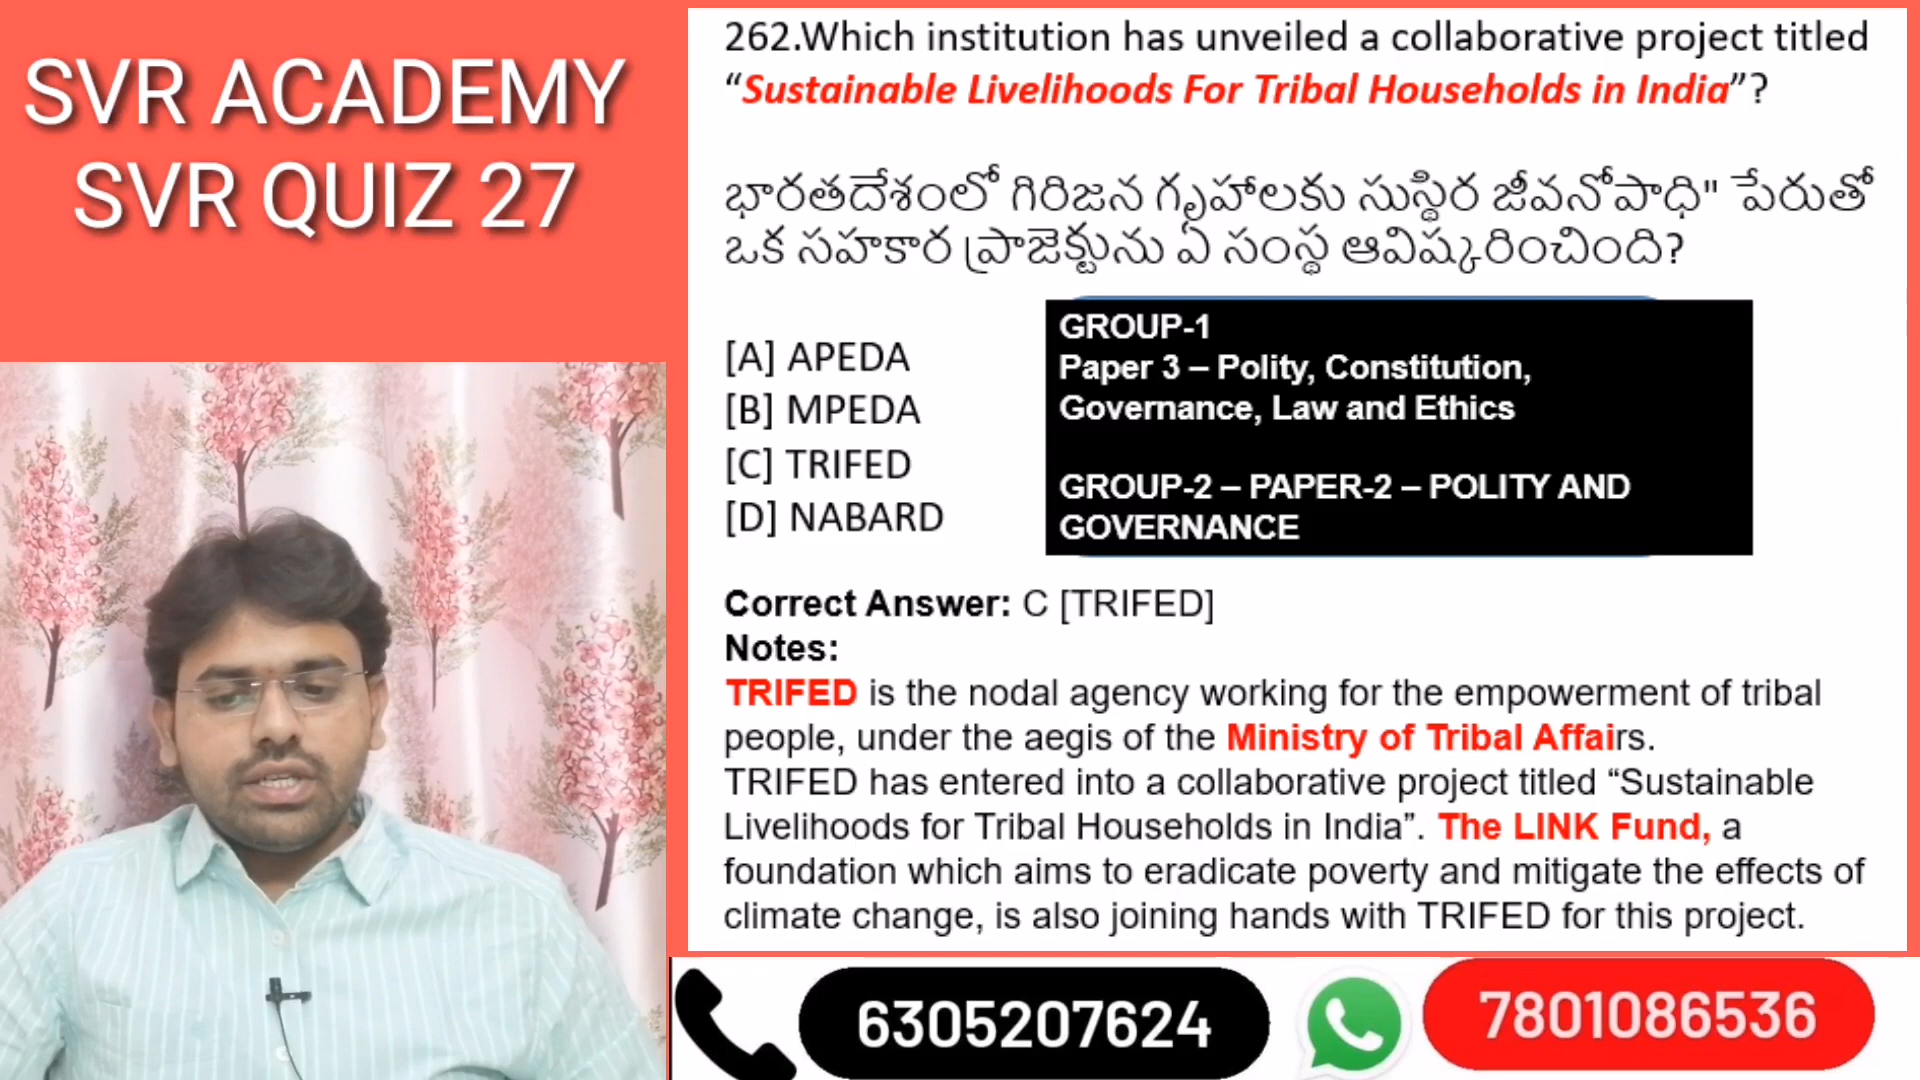 SVR ACADEMY
SVR QUIZ 27
262.Which institution has unveiled a collaborative project titled
“Sustainable Livelihoods For Tribal Households in India”?
భారతదేశంలో గిరిజన గృహాలకు సుస్థిర జీవనోపాధి" పేరుతో
ఒక సహకార ప్రాజెక్టును ఏ సంస్థ ఆవిష్కరించింది?
[A] APEDA
[B] MPEDA
[C] TRIFED
[D] NABARD
GROUP-1
Paper 3 – Polity, Constitution,
Governance, Law and Ethics
GROUP-2 – PAPER-2 – POLITY AND
GOVERNANCE
Correct Answer: C [TRIFED]
Notes:
TRIFED is the nodal agency working for the empowerment of tribal
people, under the aegis of the Ministry of Tribal Affairs.
TRIFED has entered into a collaborative project titled “Sustainable
Livelihoods for Tribal Households in India”. The LINK Fund, a
foundation which aims to eradicate poverty and mitigate the effects of
climate change, is also joining hands with TRIFED for this project.
6305207624
7801086536